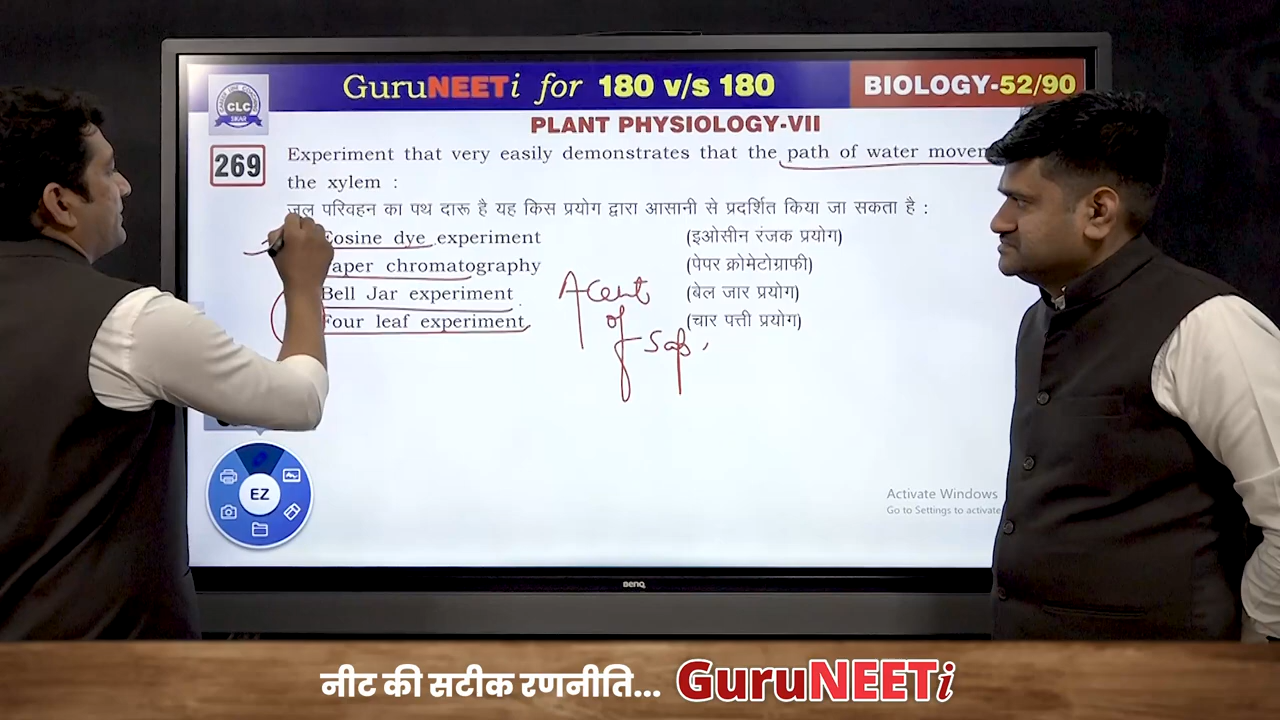 GuruNEETi for 180 v/s 180
BIOLOGY-52/90
CLC
SIKAR
PLANT PHYSIOLOGY-VII
269
Experiment that very easily demonstrates that the path of water
the xylem :
जल परिवहन का पथ दारू है यह किस प्रयोग द्वारा आसानी से प्रदर्शित किया जा सकता है :
Eosine dye experiment (इओसीन रंजक प्रयोग)
Paper chromatography (पेपर क्रोमेटोग्राफी)
Bell Jar experiment (बेल जार प्रयोग)
Four leaf experiment (चार पत्ती प्रयोग)
of
Sap
EZ
Activate Windows
Go to Settings to activate
BenQ
नीट की सटीक रणनीति... GuruNEETi